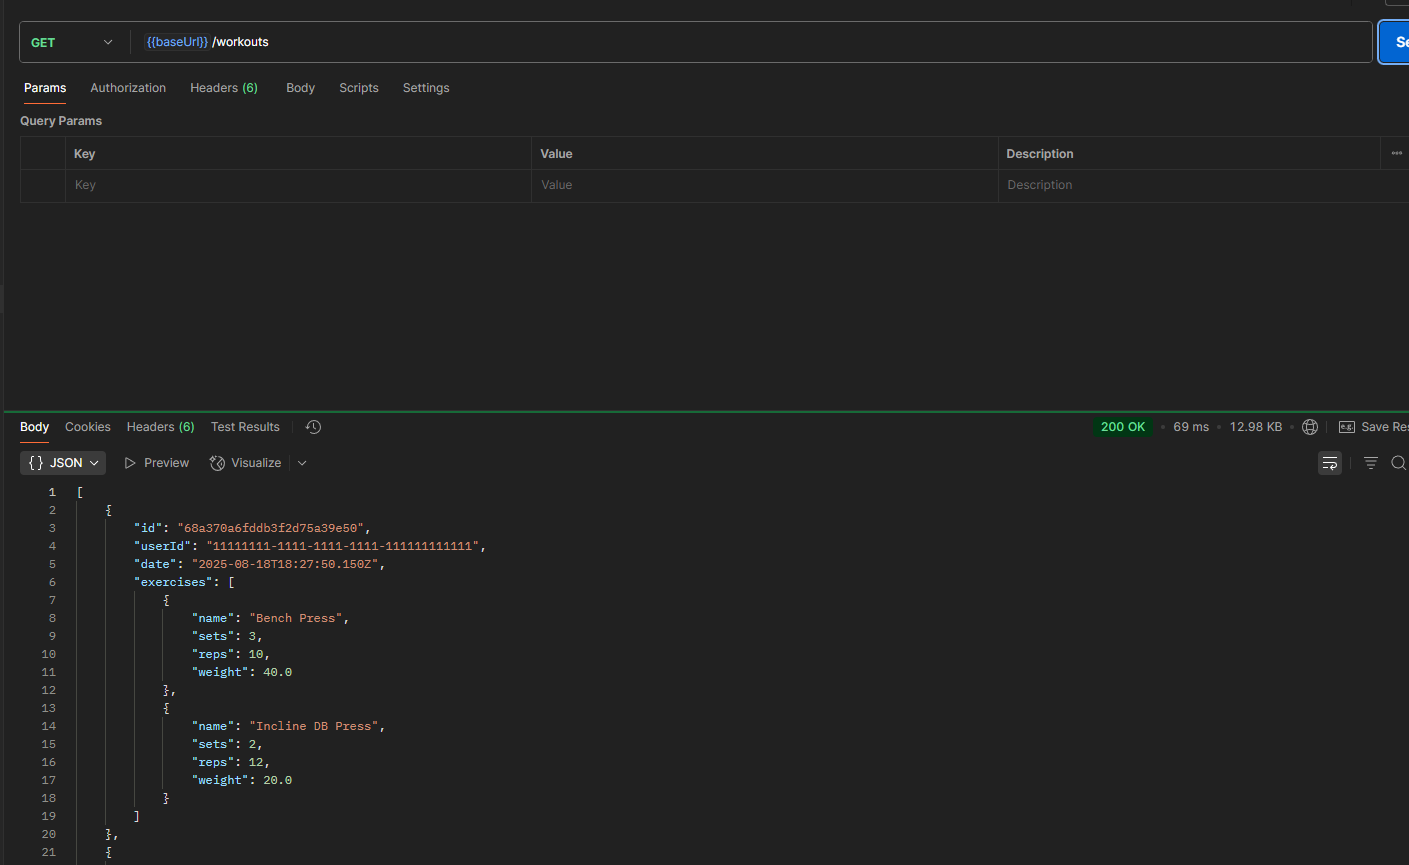 GET {{baseUrl}} /workouts
Params Authorization Headers (6) Body Scripts Settings
Query Params
Key Value Description
Key Value Description
Body Cookies Headers (6) Test Results 200 OK 69 ms 12.98 KB e.g. Save Res
{} JSON Preview Visualize
1 [
2 {
3 "id": "68a370a6fddb3f2d75a39e50",
4 "userId": "11111111-1111-1111-1111-111111111111",
5 "date": "2025-08-18T18:27:50.150Z",
6 "exercises": [
7 {
8 "name": "Bench Press",
9 "sets": 3,
10 "reps": 10,
11 "weight": 40.0
12 },
13 {
14 "name": "Incline DB Press",
15 "sets": 2,
16 "reps": 12,
17 "weight": 20.0
18 }
19 ]
20 },
21 {